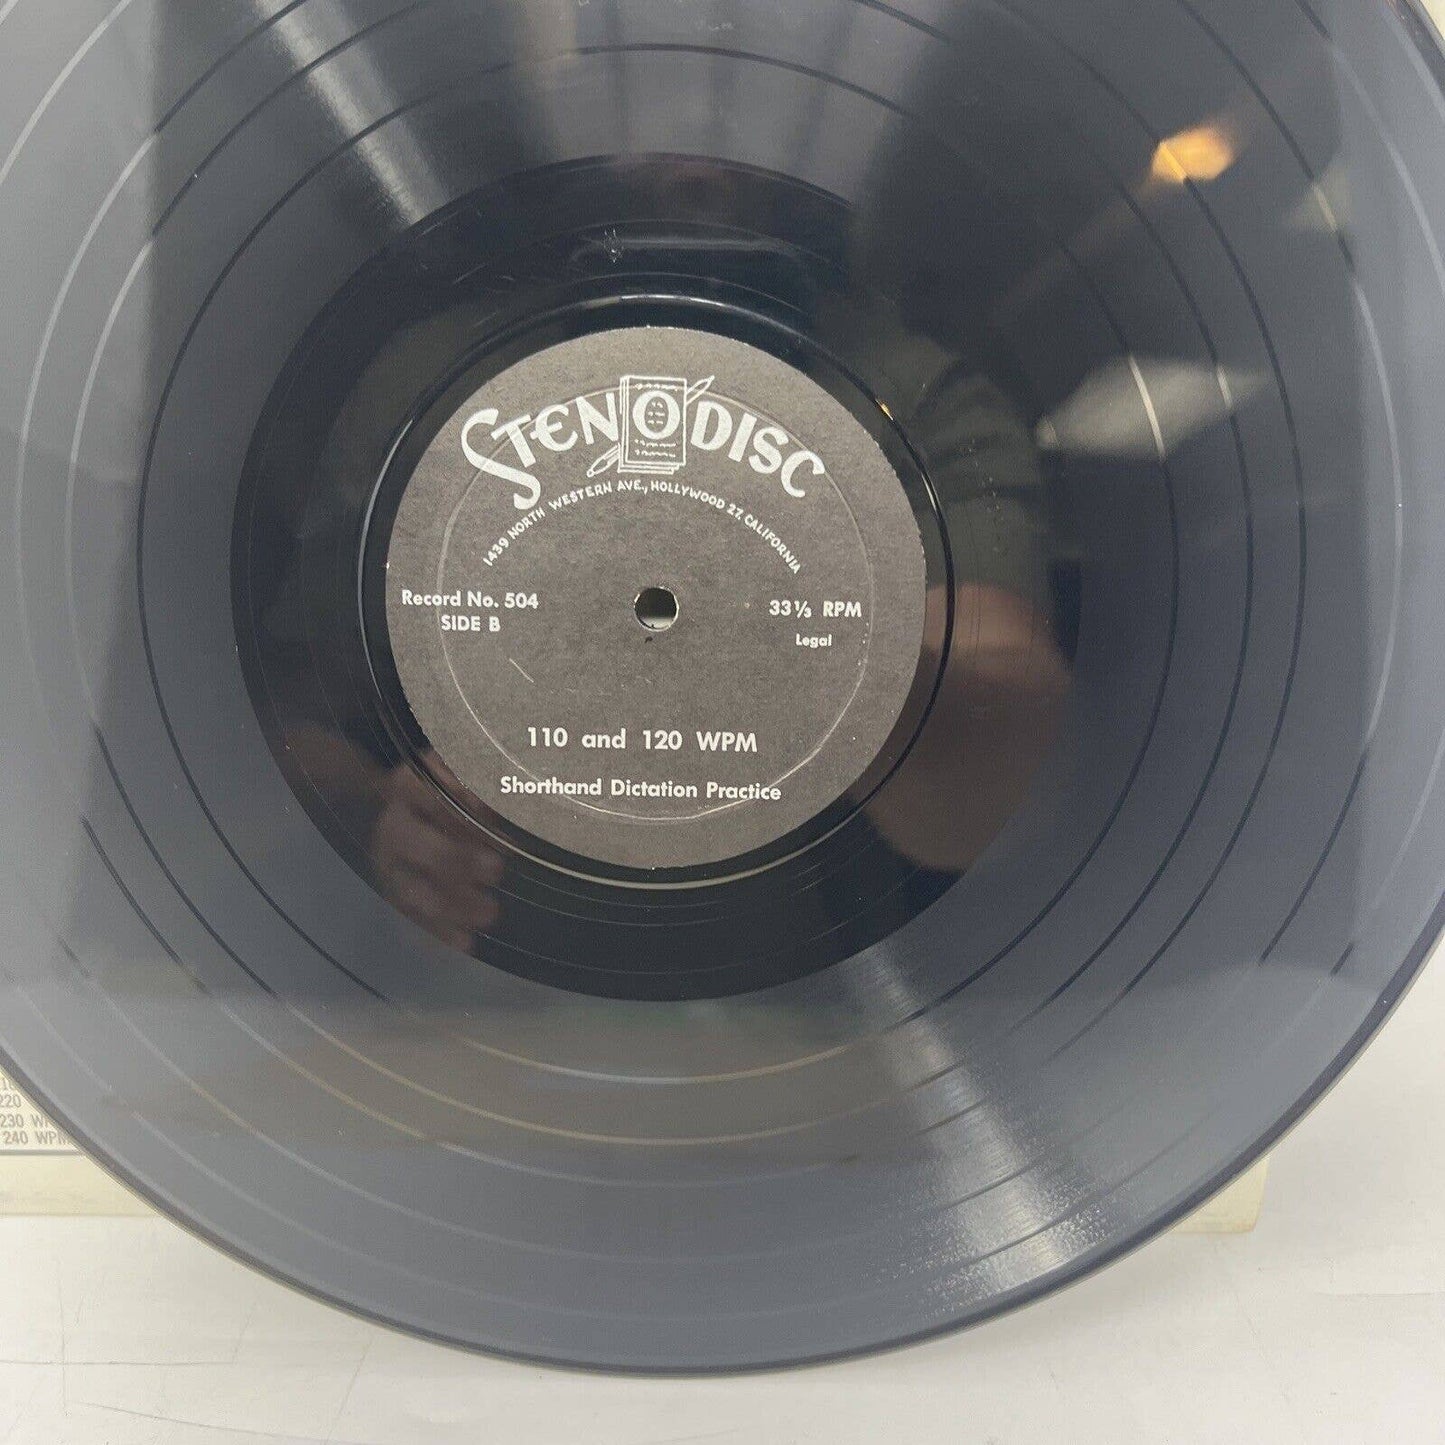 STENODISC
1439 NORTH WESTERN AVE., HOLLYWOOD 27, CALIFORNIA
Record No. 504
SIDE B
33⅓ RPM
Legal
110 and 120 WPM
Shorthand Dictation Practice
220
230 WPM
240 WPM